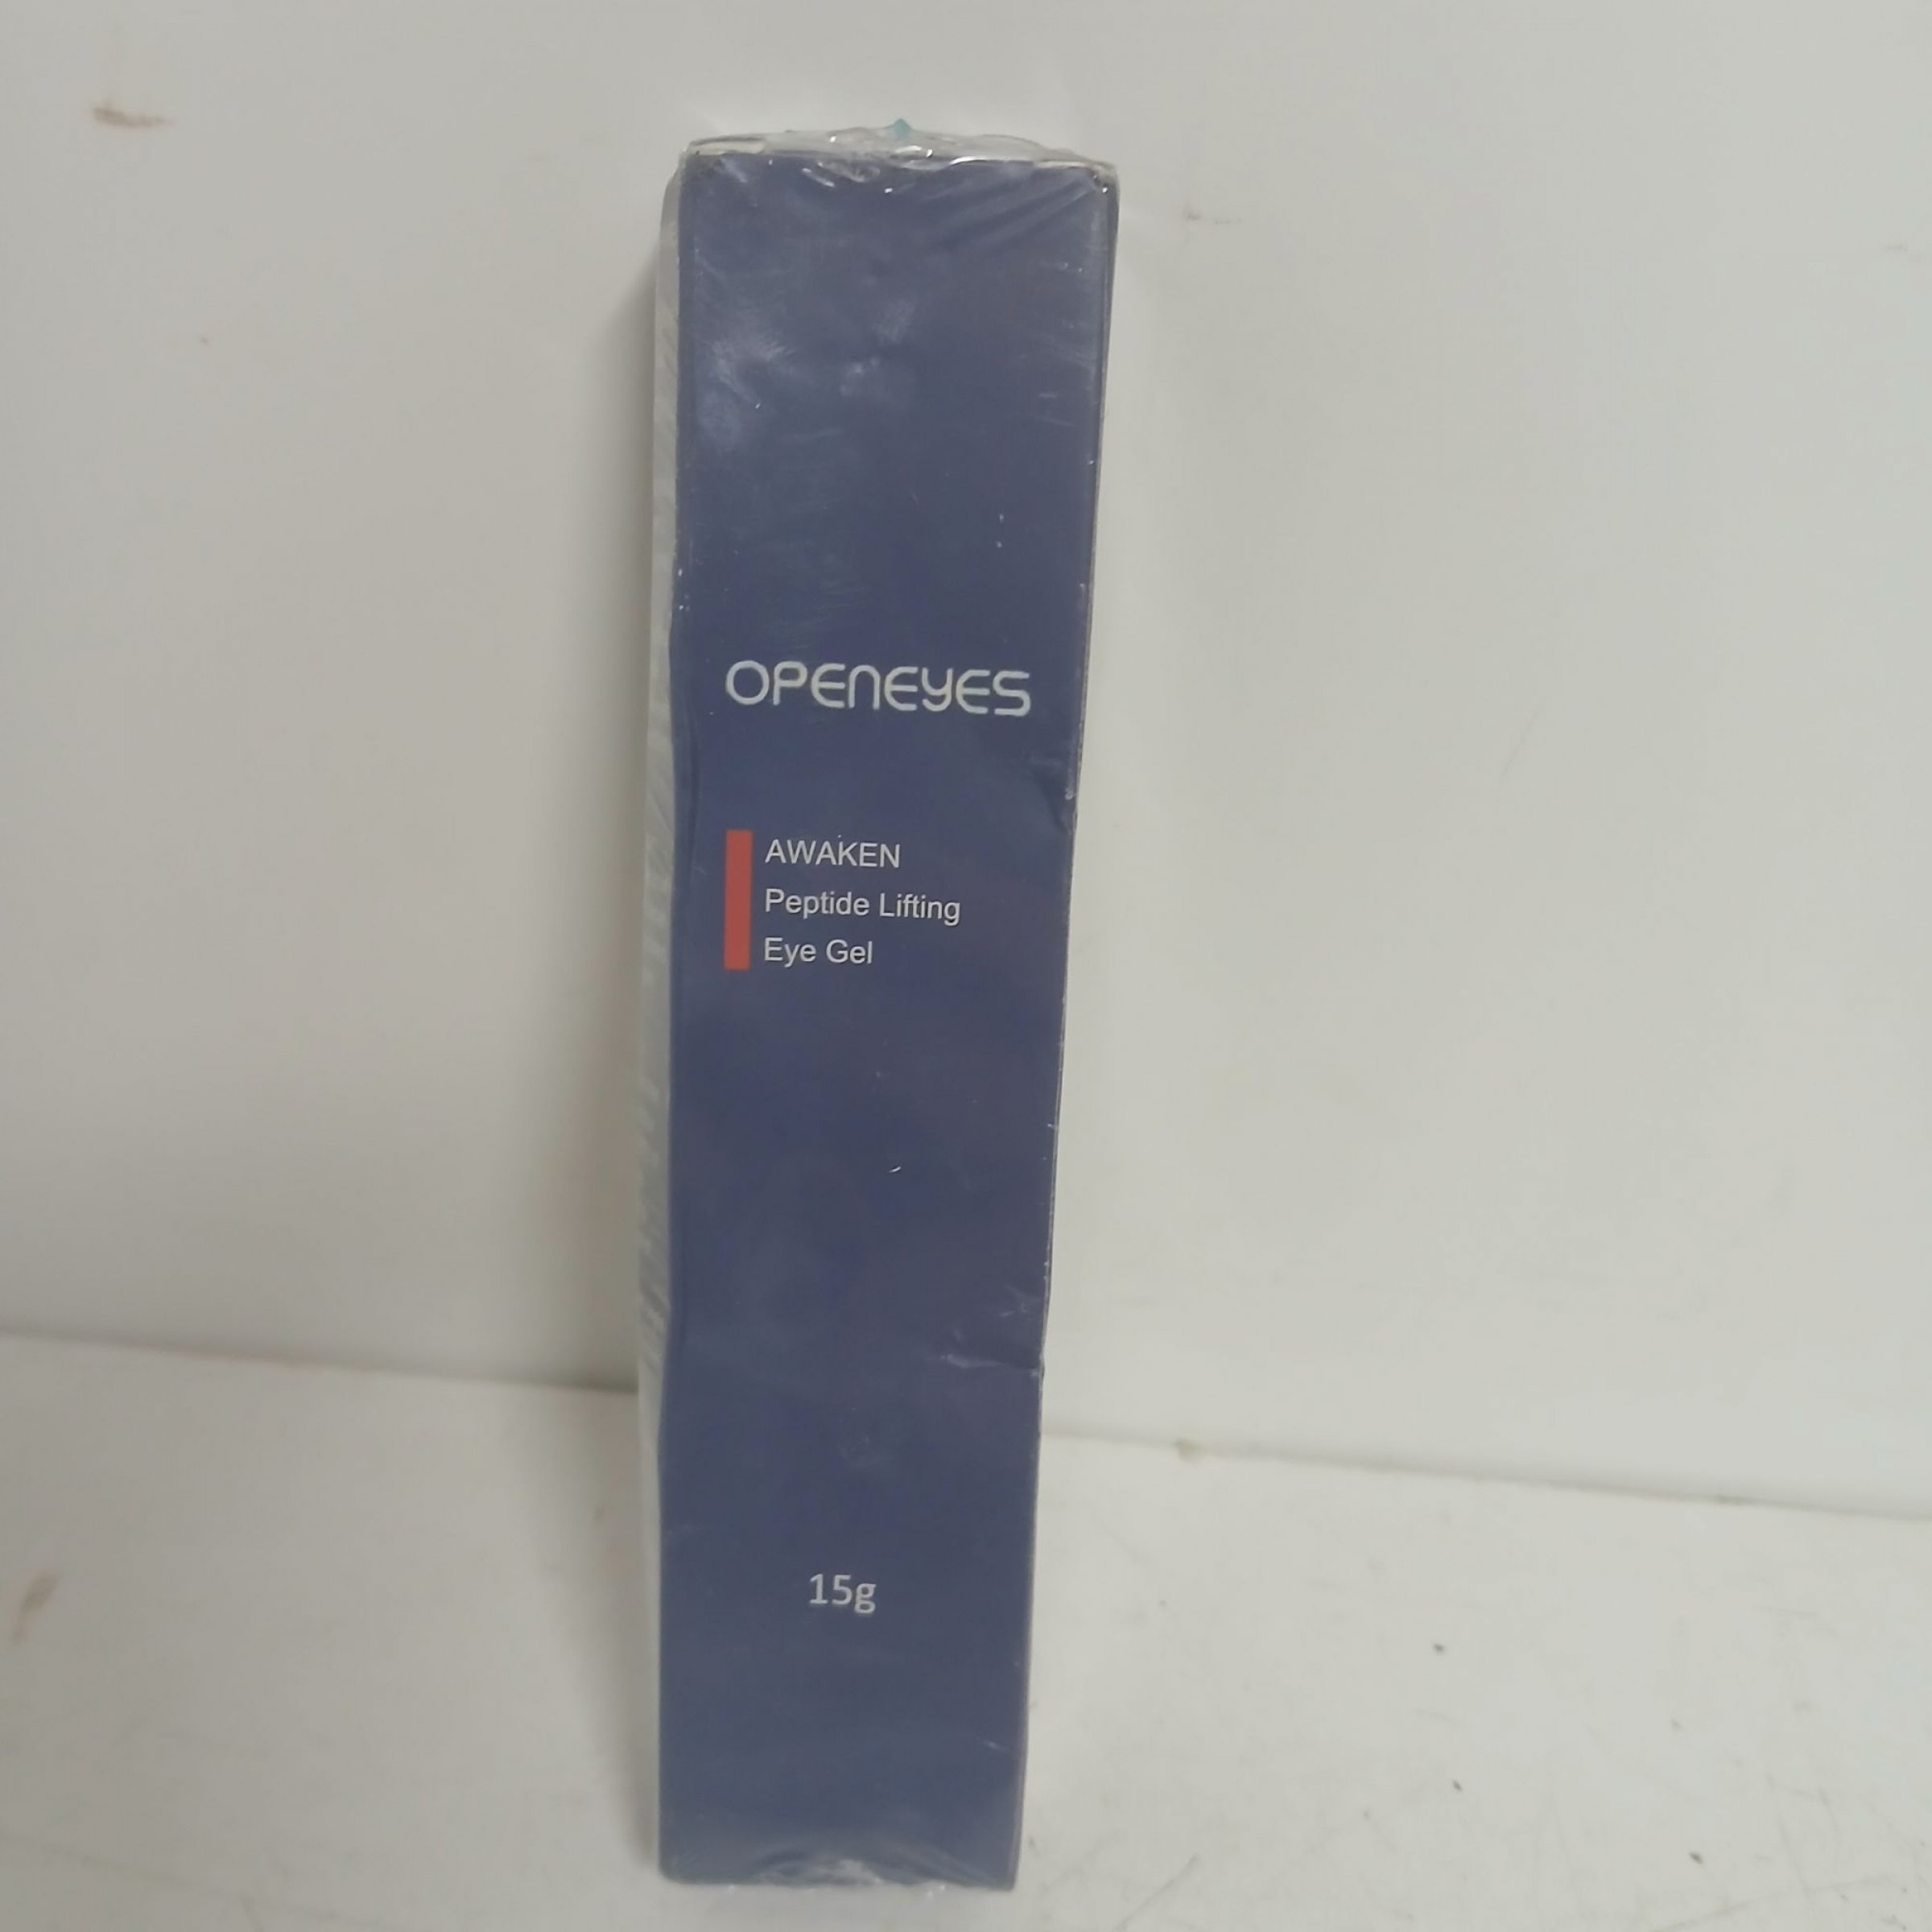 OPENEYES
AWAKEN
Peptide Lifting
Eye Gel
15g